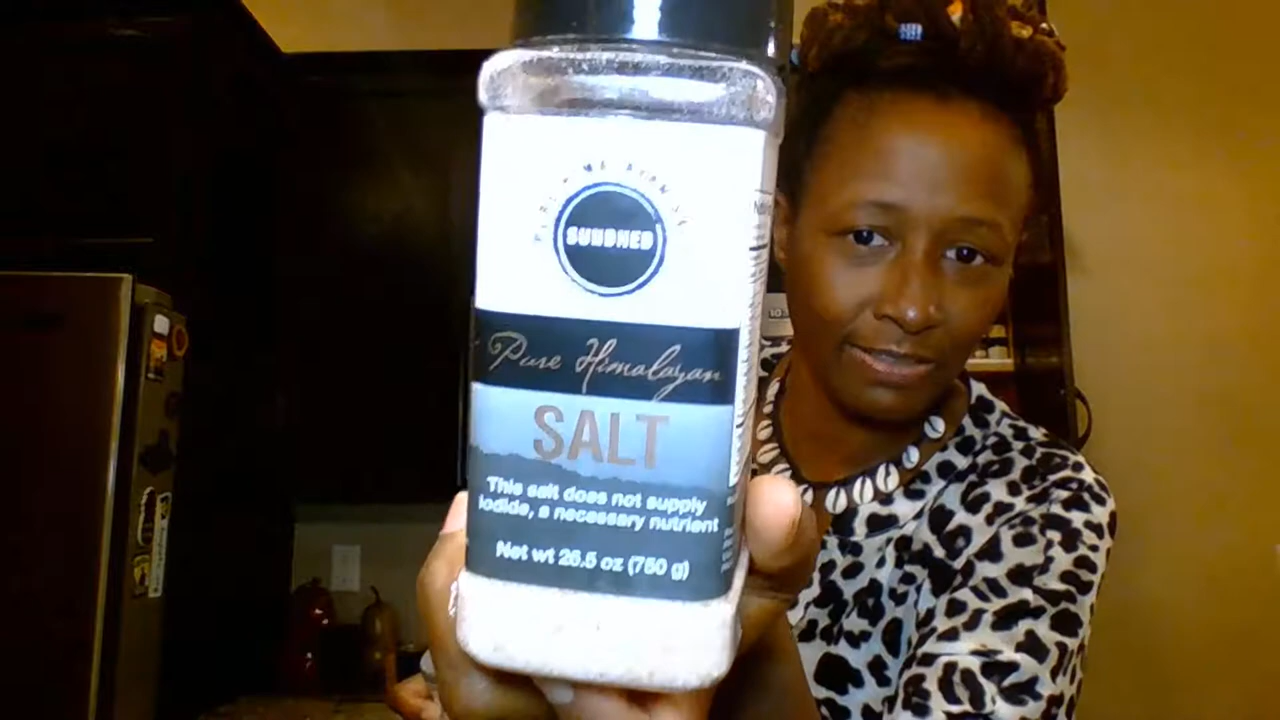 SUNDHED
Pure Himalayan
SALT
This salt does not supply
iodide, a necessary nutrient
Net wt 26.5 oz (750 g)